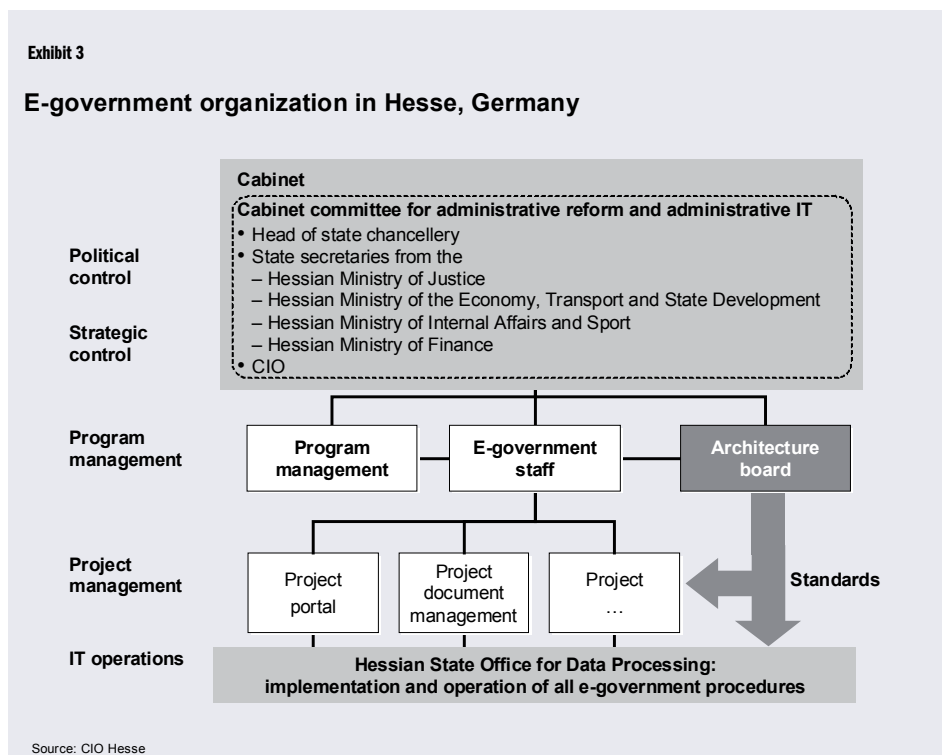 Exhibit 3
E-government organization in Hesse, Germany
Cabinet
Cabinet committee for administrative reform and administrative IT
• Head of state chancellery
• State secretaries from the
– Hessian Ministry of Justice
– Hessian Ministry of the Economy, Transport and State Development
– Hessian Ministry of Internal Affairs and Sport
– Hessian Ministry of Finance
• CIO
Political
control
Strategic
control
Program
management
Program
management
E-government
staff
Architecture
board
Project
management
Project
portal
Project
document
management
Project
...
Standards
IT operations
Hessian State Office for Data Processing:
implementation and operation of all e-government procedures
Source: CIO Hesse